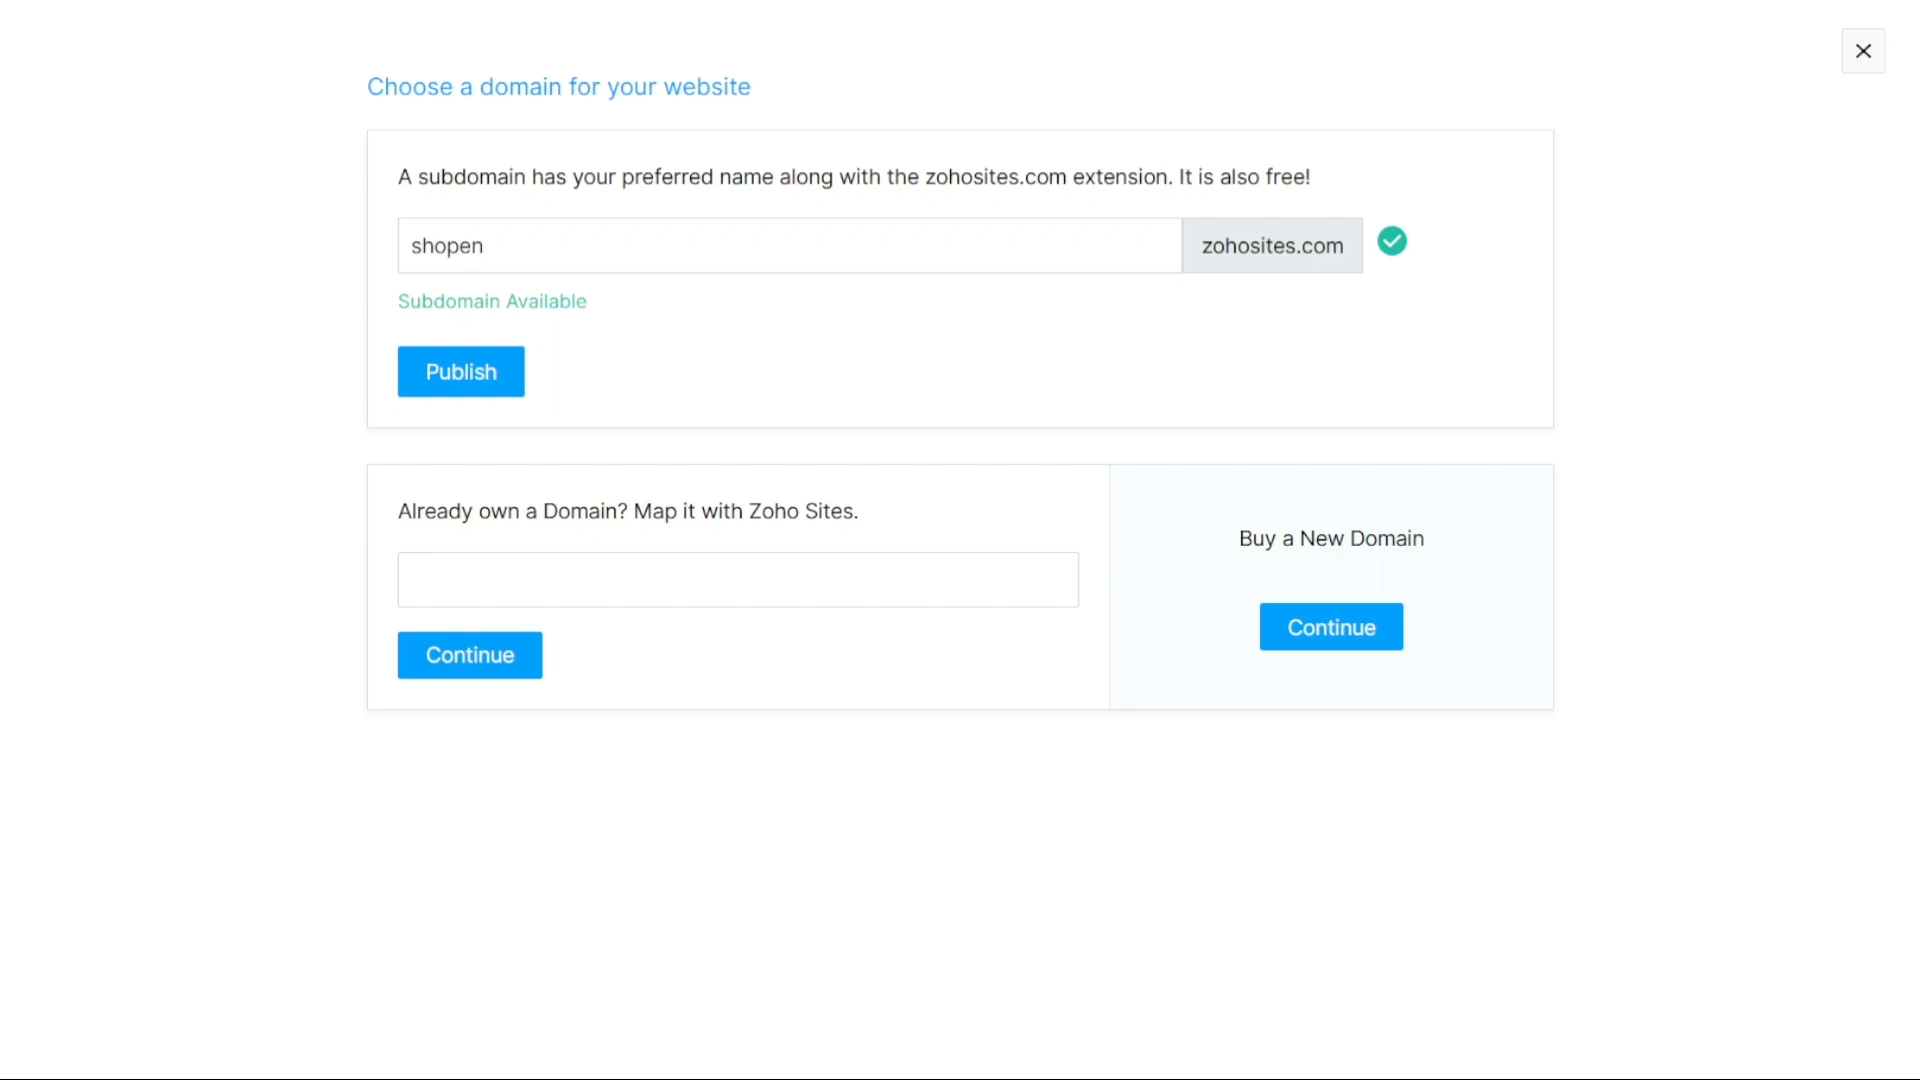 Choose a domain for your website
A subdomain has your preferred name along with the zohosites.com extension. It is also free!
shopen
zohosites.com
Subdomain Available
Publish
Already own a Domain? Map it with Zoho Sites.
Continue
Buy a New Domain
Continue